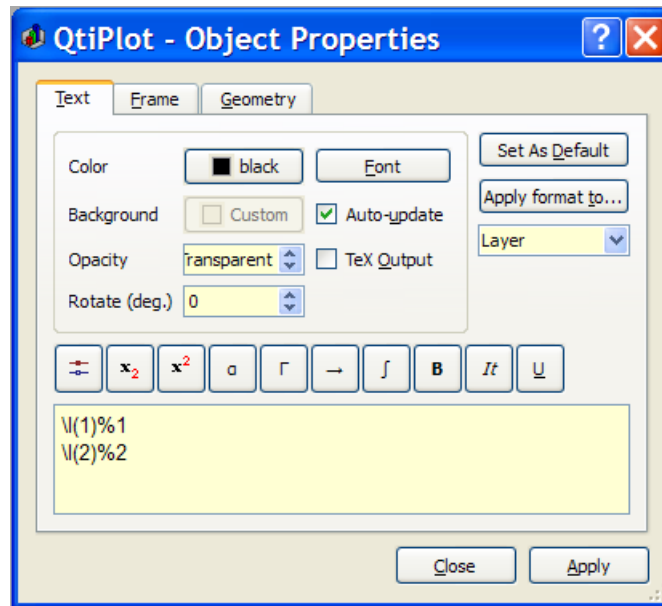 QtiPlot - Object Properties
Text Frame Geometry
Color black Font
Background Custom Auto-update
Opacity Transparent TeX Output
Rotate (deg.) 0
Set As Default
Apply format to...
Layer
x2 x2 α Γ → ∫ B It U
\l(1)%1
\l(2)%2
Close Apply